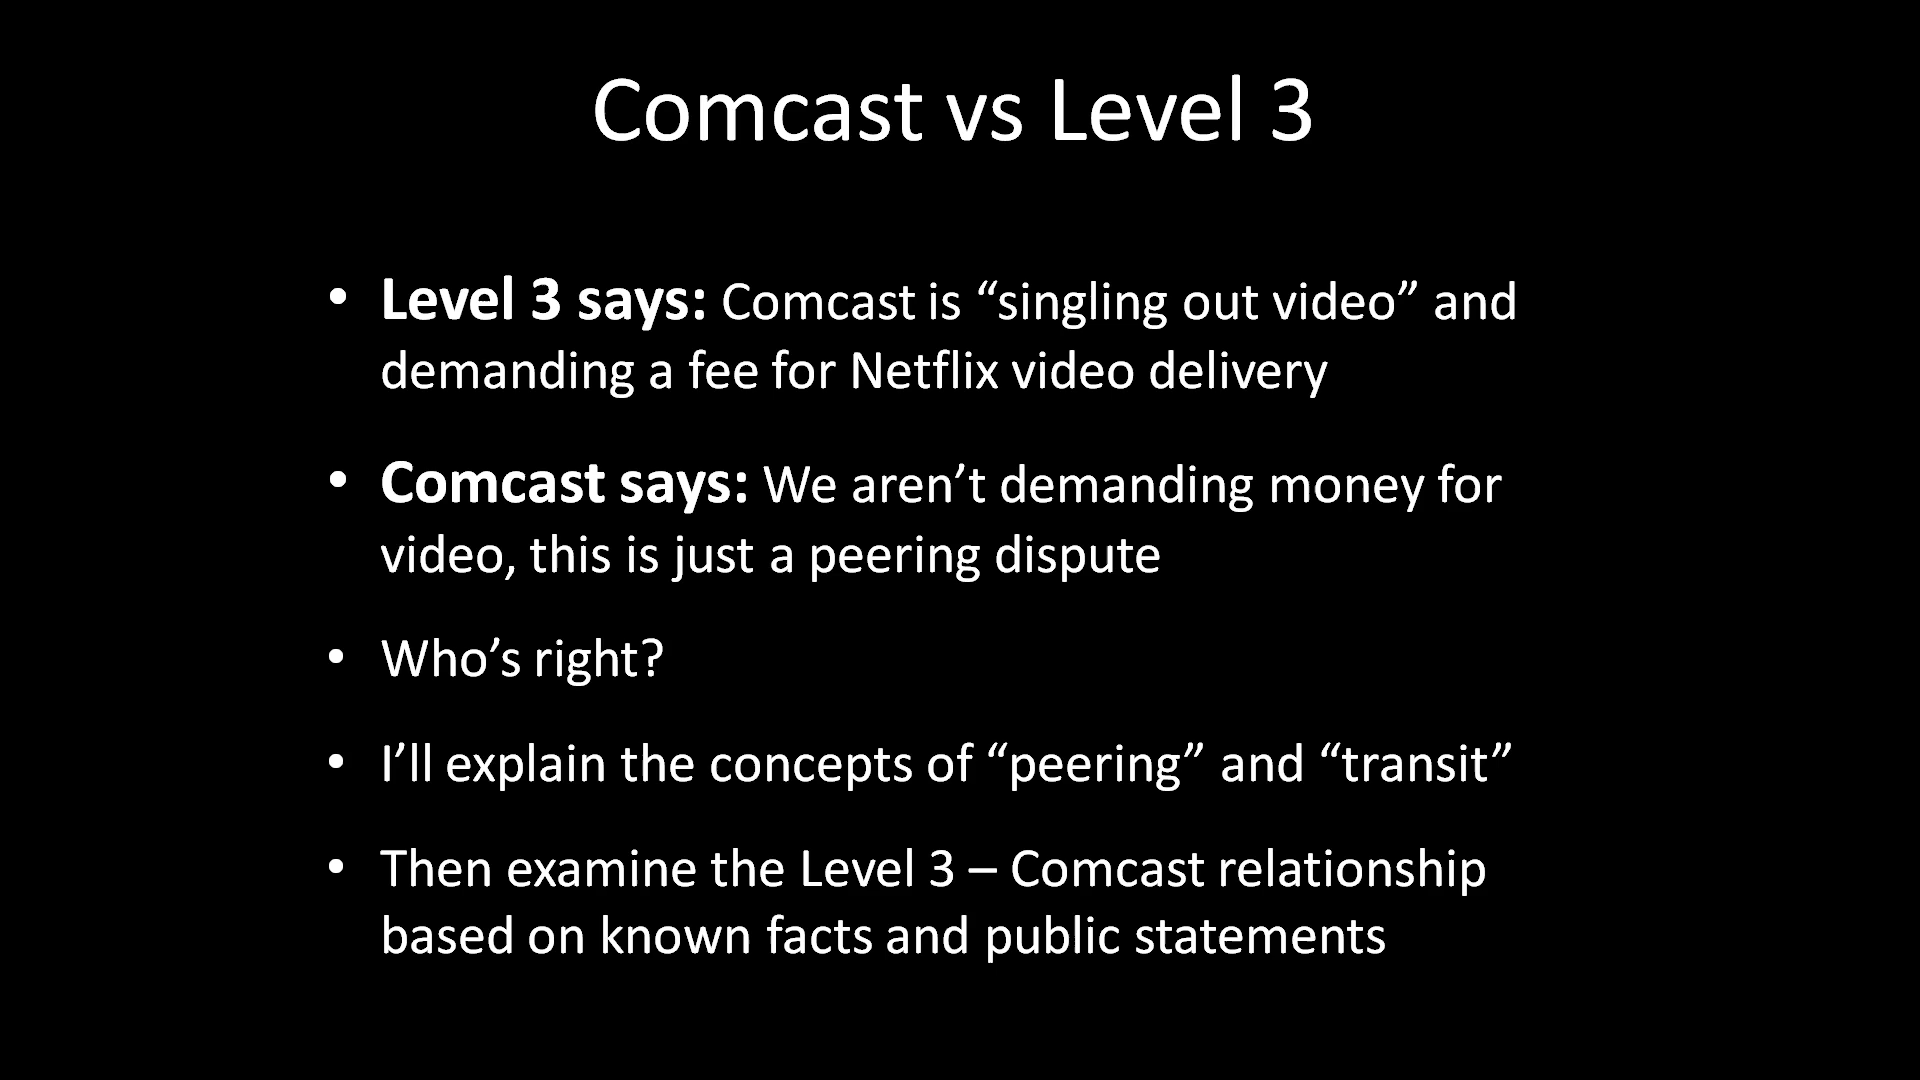 Comcast vs Level 3
• Level 3 says: Comcast is “singling out video” and
demanding a fee for Netflix video delivery
• Comcast says: We aren’t demanding money for
video, this is just a peering dispute
• Who’s right?
• I’ll explain the concepts of “peering” and “transit”
• Then examine the Level 3 – Comcast relationship
based on known facts and public statements